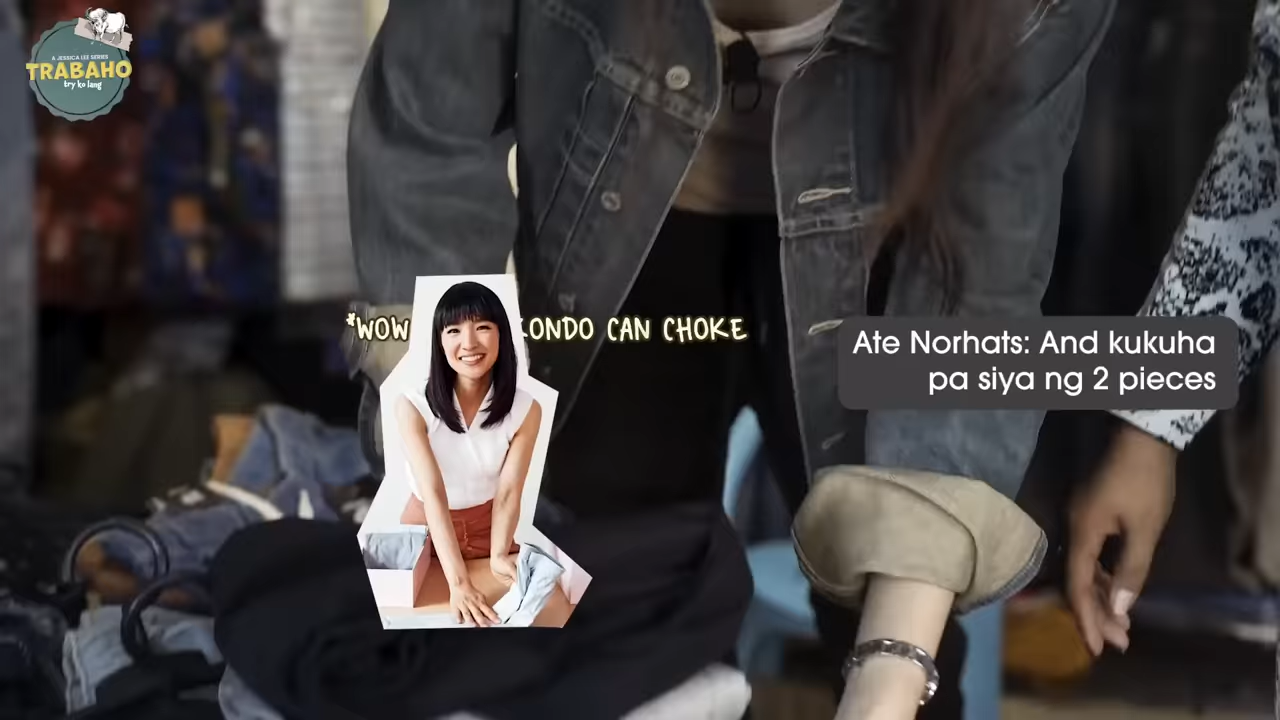 A JESSICA LEE SERIES
TRABAHO
try ko lang
*WOW KONDO CAN CHOKE
Ate Norhats: And kukuha
pa siya ng 2 pieces